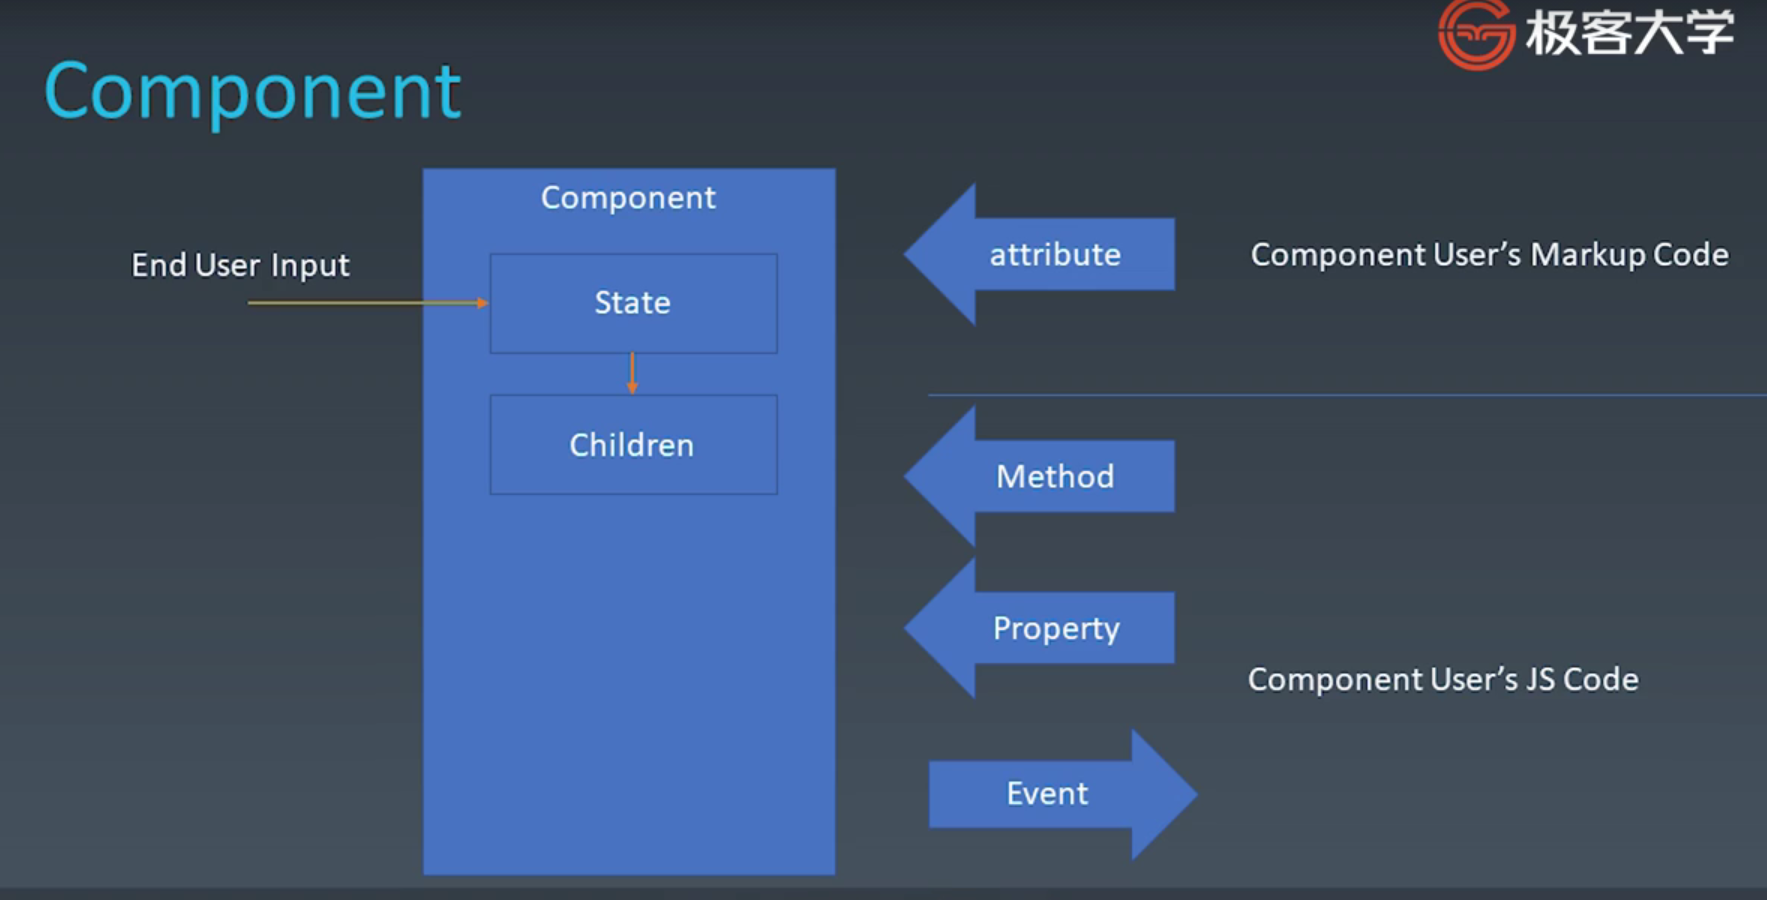 极客大学
Component
Component
End User Input
State
Children
attribute
Component User’s Markup Code
Method
Property
Component User’s JS Code
Event